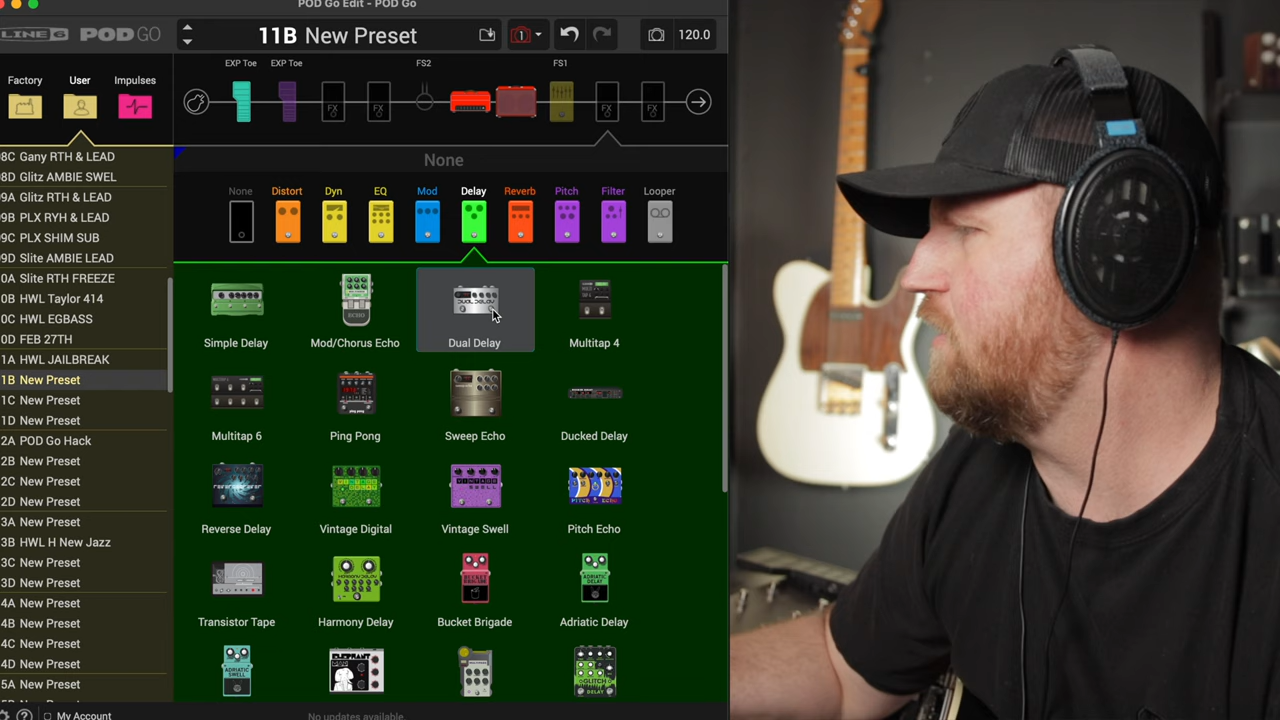 POD Go Edit - POD Go
LINE 6 POD GO
11B New Preset
1
120.0
Factory
User
Impulses
EXP Toe
EXP Toe
FS2
FS1
FX
FX
FX
FX
None
None
Distort
Dyn
EQ
Mod
Delay
Reverb
Pitch
Filter
Looper
8C Gany RTH & LEAD
8D Glitz AMBIE SWEL
9A Glitz RTH & LEAD
9B PLX RYH & LEAD
9C PLX SHIM SUB
9D Slite AMBIE LEAD
0A Slite RTH FREEZE
0B HWL Taylor 414
0C HWL EGBASS
0D FEB 27TH
1A HWL JAILBREAK
1B New Preset
1C New Preset
1D New Preset
2A POD Go Hack
2B New Preset
2C New Preset
2D New Preset
3A New Preset
3B HWL H New Jazz
3C New Preset
3D New Preset
4A New Preset
4B New Preset
4C New Preset
4D New Preset
5A New Preset
ECHO
DUAL DELAY
Simple Delay
Mod/Chorus Echo
Dual Delay
Multitap 4
Multitap 6
Ping Pong
Sweep Echo
Ducked Delay
Reverse Delay
Vintage Digital
Vintage Swell
Pitch Echo
Transistor Tape
Harmony Delay
Bucket Brigade
Adriatic Delay
My Account
No updates available.